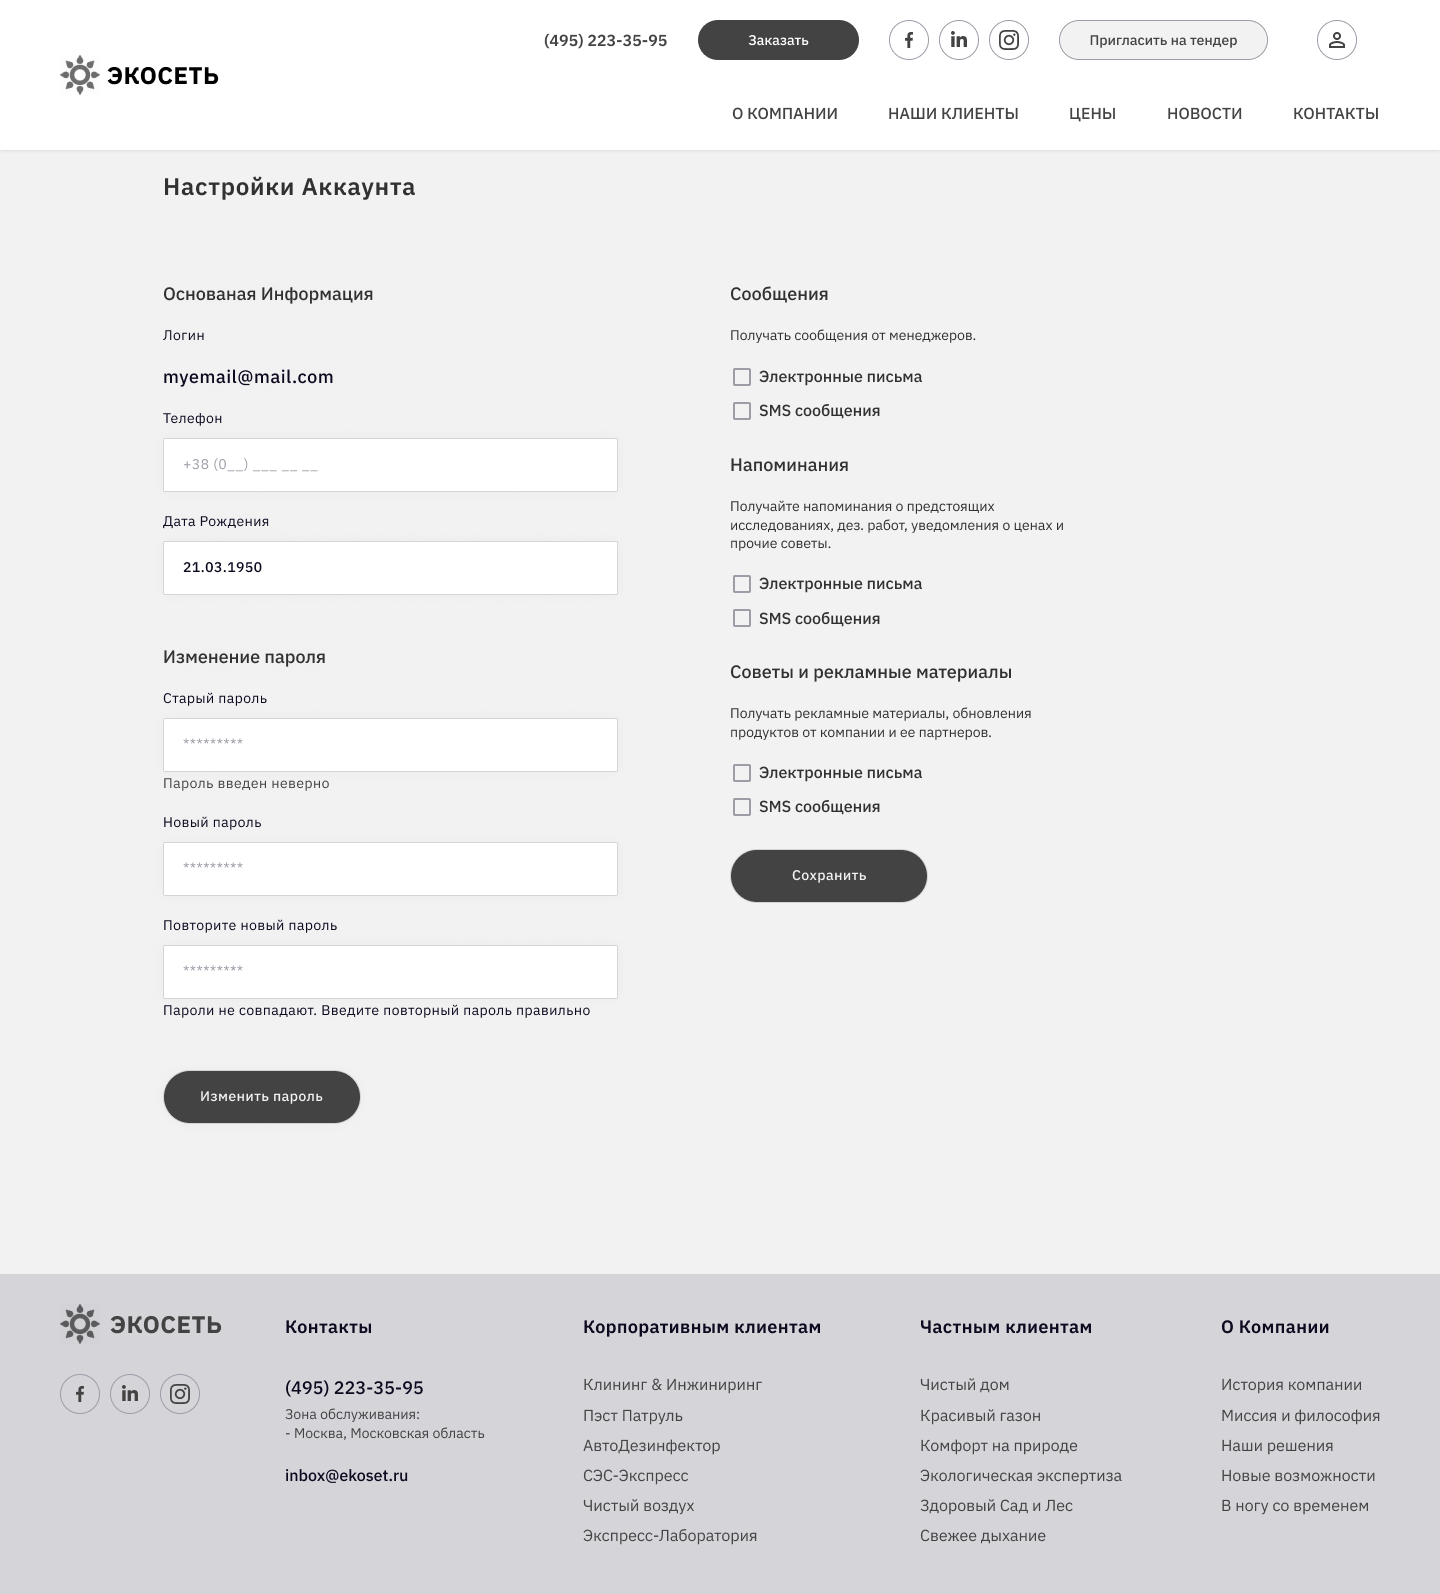 (495) 223-35-95
Заказать
Пригласить на тендер
ЭКОСЕТЬ
О КОМПАНИИ
НАШИ КЛИЕНТЫ
ЦЕНЫ
НОВОСТИ
КОНТАКТЫ
Настройки Аккаунта
Основаная Информация
Логин
myemail@mail.com
Телефон
+38 (0__) ___ __ __
Дата Рождения
21.03.1950
Изменение пароля
Старый пароль
*********
Пароль введен неверно
Новый пароль
*********
Повторите новый пароль
*********
Пароли не совпадают. Введите повторный пароль правильно
Изменить пароль
Сообщения
Получать сообщения от менеджеров.
Электронные письма
SMS сообщения
Напоминания
Получайте напоминания о предстоящих
исследованиях, дез. работ, уведомления о ценах и
прочие советы.
Электронные письма
SMS сообщения
Советы и рекламные материалы
Получать рекламные материалы, обновления
продуктов от компании и ее партнеров.
Электронные письма
SMS сообщения
Сохранить
ЭКОСЕТЬ
Контакты
(495) 223-35-95
Зона обслуживания:
- Москва, Московская область
inbox@ekoset.ru
Корпоративным клиентам
Клининг & Инжиниринг
Пэст Патруль
АвтоДезинфектор
СЭС-Экспресс
Чистый воздух
Экспресс-Лаборатория
Частным клиентам
Чистый дом
Красивый газон
Комфорт на природе
Экологическая экспертиза
Здоровый Сад и Лес
Свежее дыхание
О Компании
История компании
Миссия и философия
Наши решения
Новые возможности
В ногу со временем